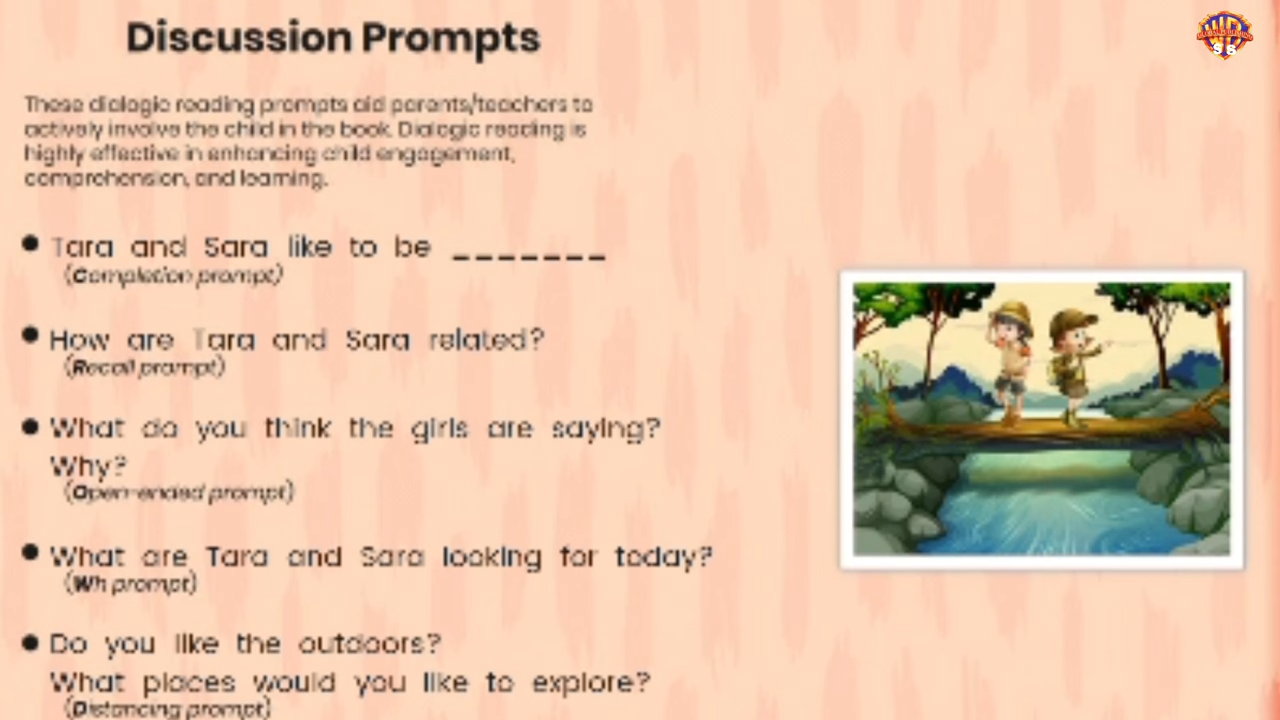 Discussion Prompts
These dialogic reading prompts aid parents/teachers to
actively involve the child in the book. Dialogic reading is
highly effective in enhancing child engagement,
comprehension, and learning.
Tara and Sara like to be _______
(Completion prompt)
How are Tara and Sara related?
(Recall prompt)
What do you think the girls are saying?
Why?
(Open-ended prompt)
What are Tara and Sara looking for today?
(Wh prompt)
Do you like the outdoors?
What places would you like to explore?
(Distancing prompt)